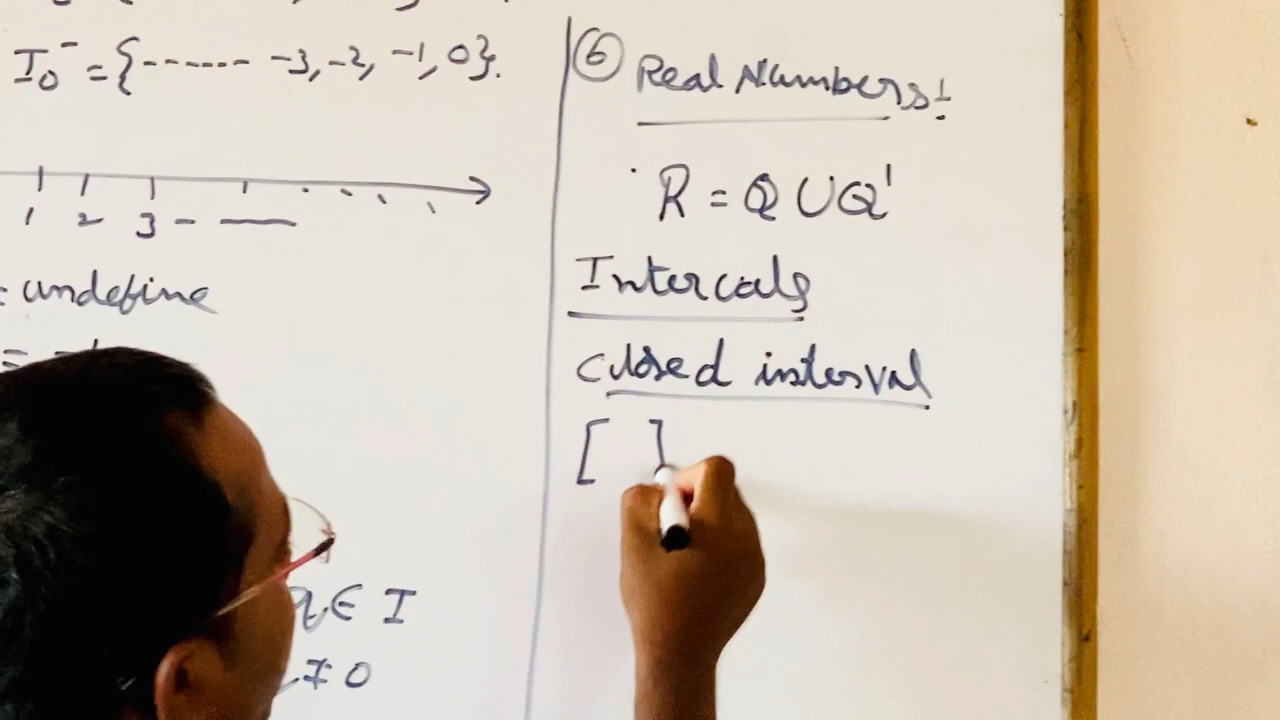 I₀⁻ = {------ -3, -2, -1, 0}.
1 2 3 - —
= undefine
q ∈ I
≠ 0
⑥ Real Numbers:
R = Q ∪ Q'
Intervals
Closed interval
[ ]